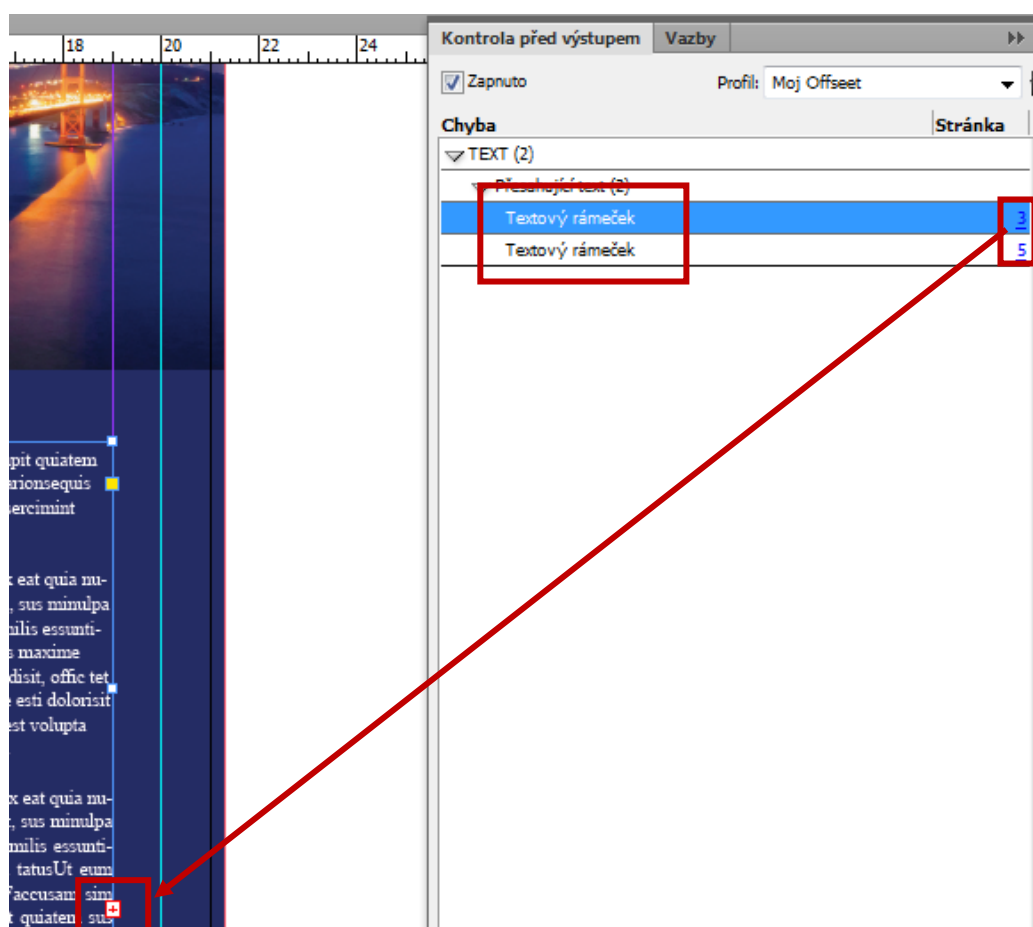 18 20 22 24
Kontrola před výstupem Vazby
Zapnuto Profil: Moj Offseet
Chyba Stránka
TEXT (2)
Přesahující text (2)
Textový rámeček 3
Textový rámeček 5
pit quiatem
arionsequis
sercimint
eat quia nu-
, sus minulpa
nilis essunti-
s maxime
disit, offic tet
esti dolorisit
est volupta
x eat quia nu-
, sus minulpa
milis essunti-
tatusUt eum
accusam sim
t quiatem sus